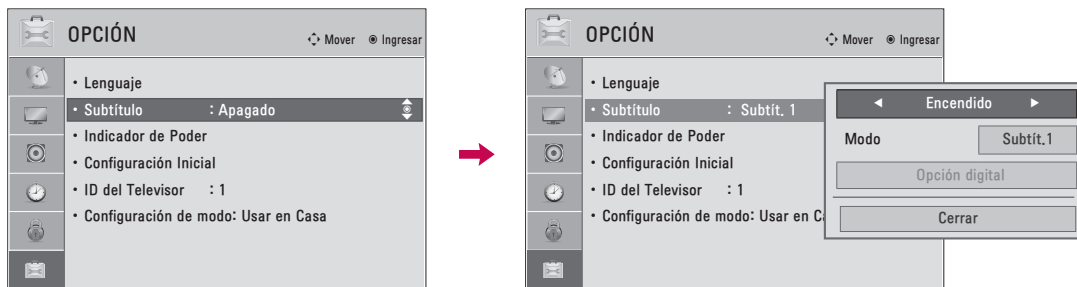 OPCIÓN
Mover Ingresar
• Lenguaje
• Subtítulo : Apagado
• Indicador de Poder
• Configuración Inicial
• ID del Televisor : 1
• Configuración de modo: Usar en Casa
OPCIÓN
Mover Ingresar
• Lenguaje
• Subtítulo : Subtít. 1
• Indicador de Poder
• Configuración Inicial
• ID del Televisor : 1
• Configuración de modo: Usar en C
Encendido
Modo Subtít.1
Opción digital
Cerrar